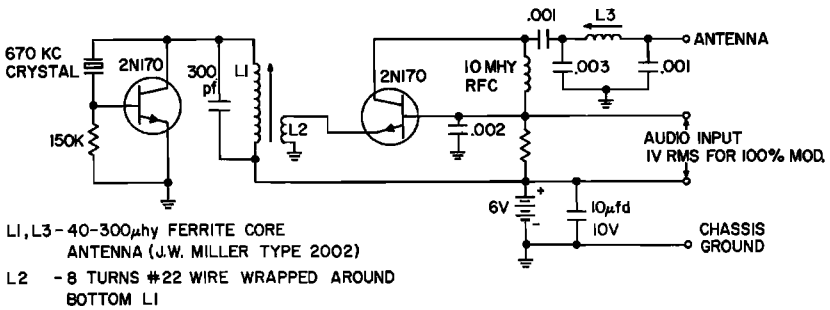 670 KC
CRYSTAL
2N170
300
pf
L1
L2
150K
2N170
10 MHY
RFC
.001
L3
.003
.001
ANTENNA
.002
AUDIO INPUT
1V RMS FOR 100% MOD.
+
6V
-
10µfd
10V
CHASSIS
GROUND
L1, L3 - 40-300µhy FERRITE CORE
ANTENNA (J.W. MILLER TYPE 2002)
L2 - 8 TURNS #22 WIRE WRAPPED AROUND
BOTTOM L1